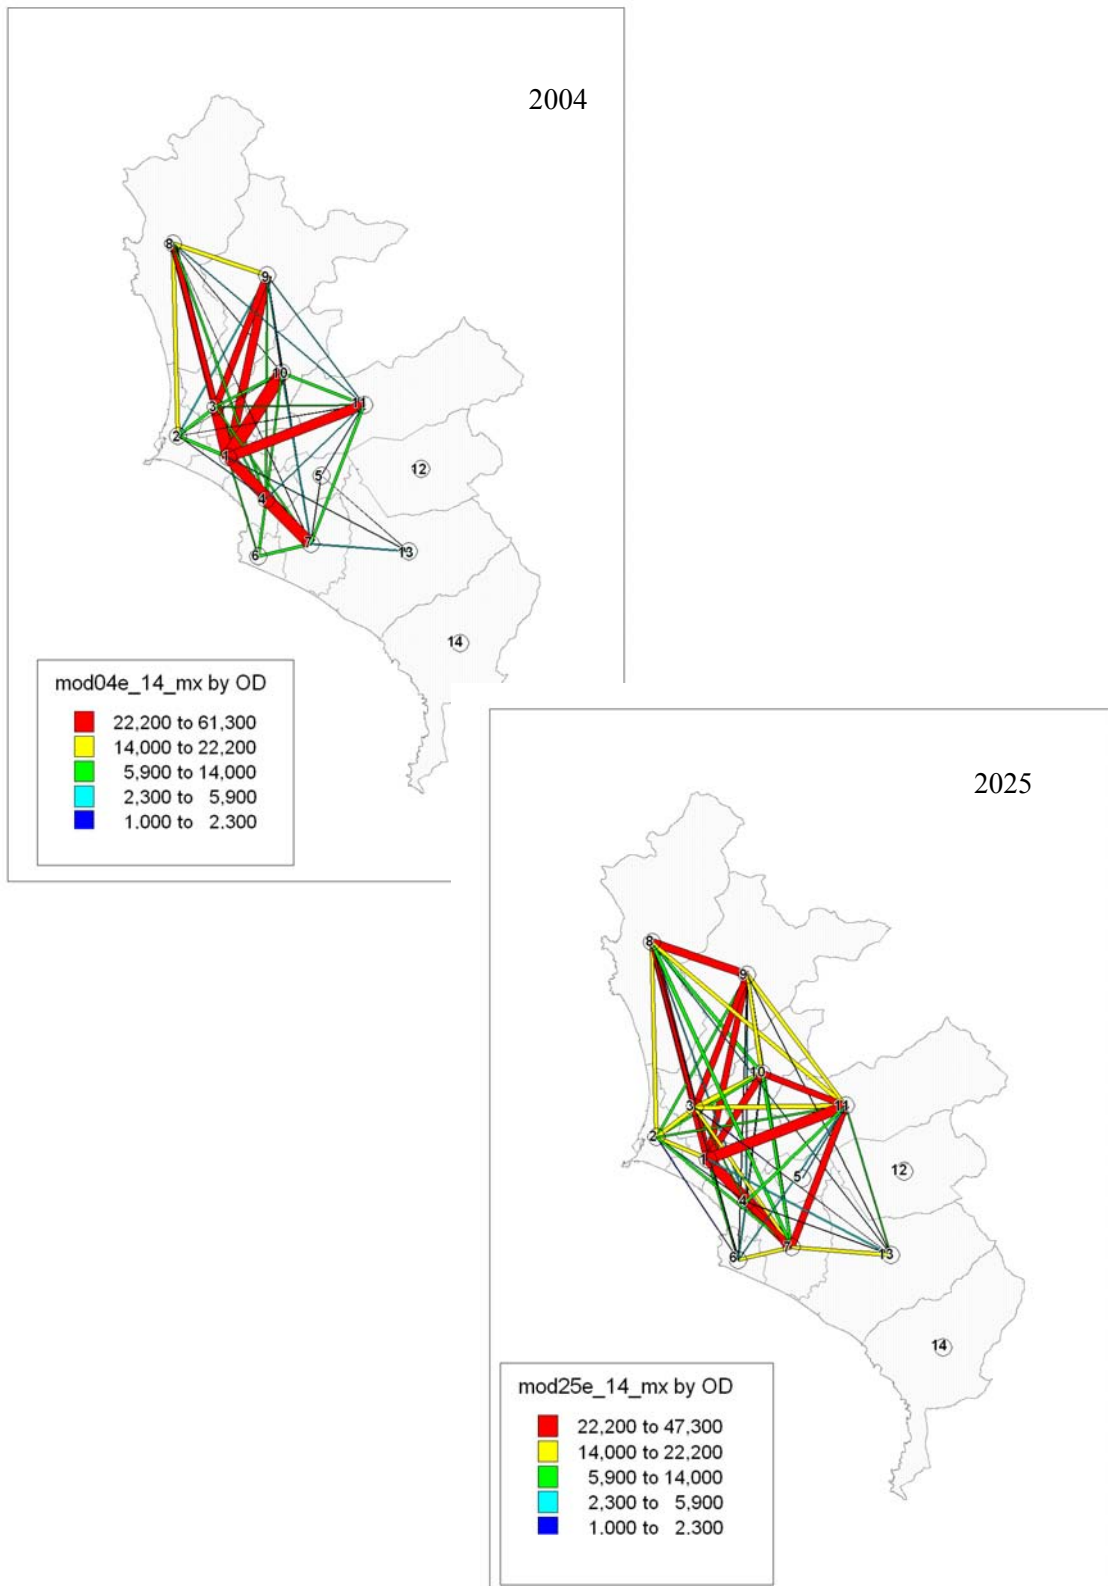 2004
8
9
10
11
3
2
1
12
5
4
7
6
13
14
mod04e_14_mx by OD
22,200 to 61,300
14,000 to 22,200
5,900 to 14,000
2,300 to 5,900
1.000 to 2.300
2025
8
9
10
11
3
2
1
12
5
4
7
6
13
14
mod25e_14_mx by OD
22,200 to 47,300
14,000 to 22,200
5,900 to 14,000
2,300 to 5,900
1.000 to 2.300